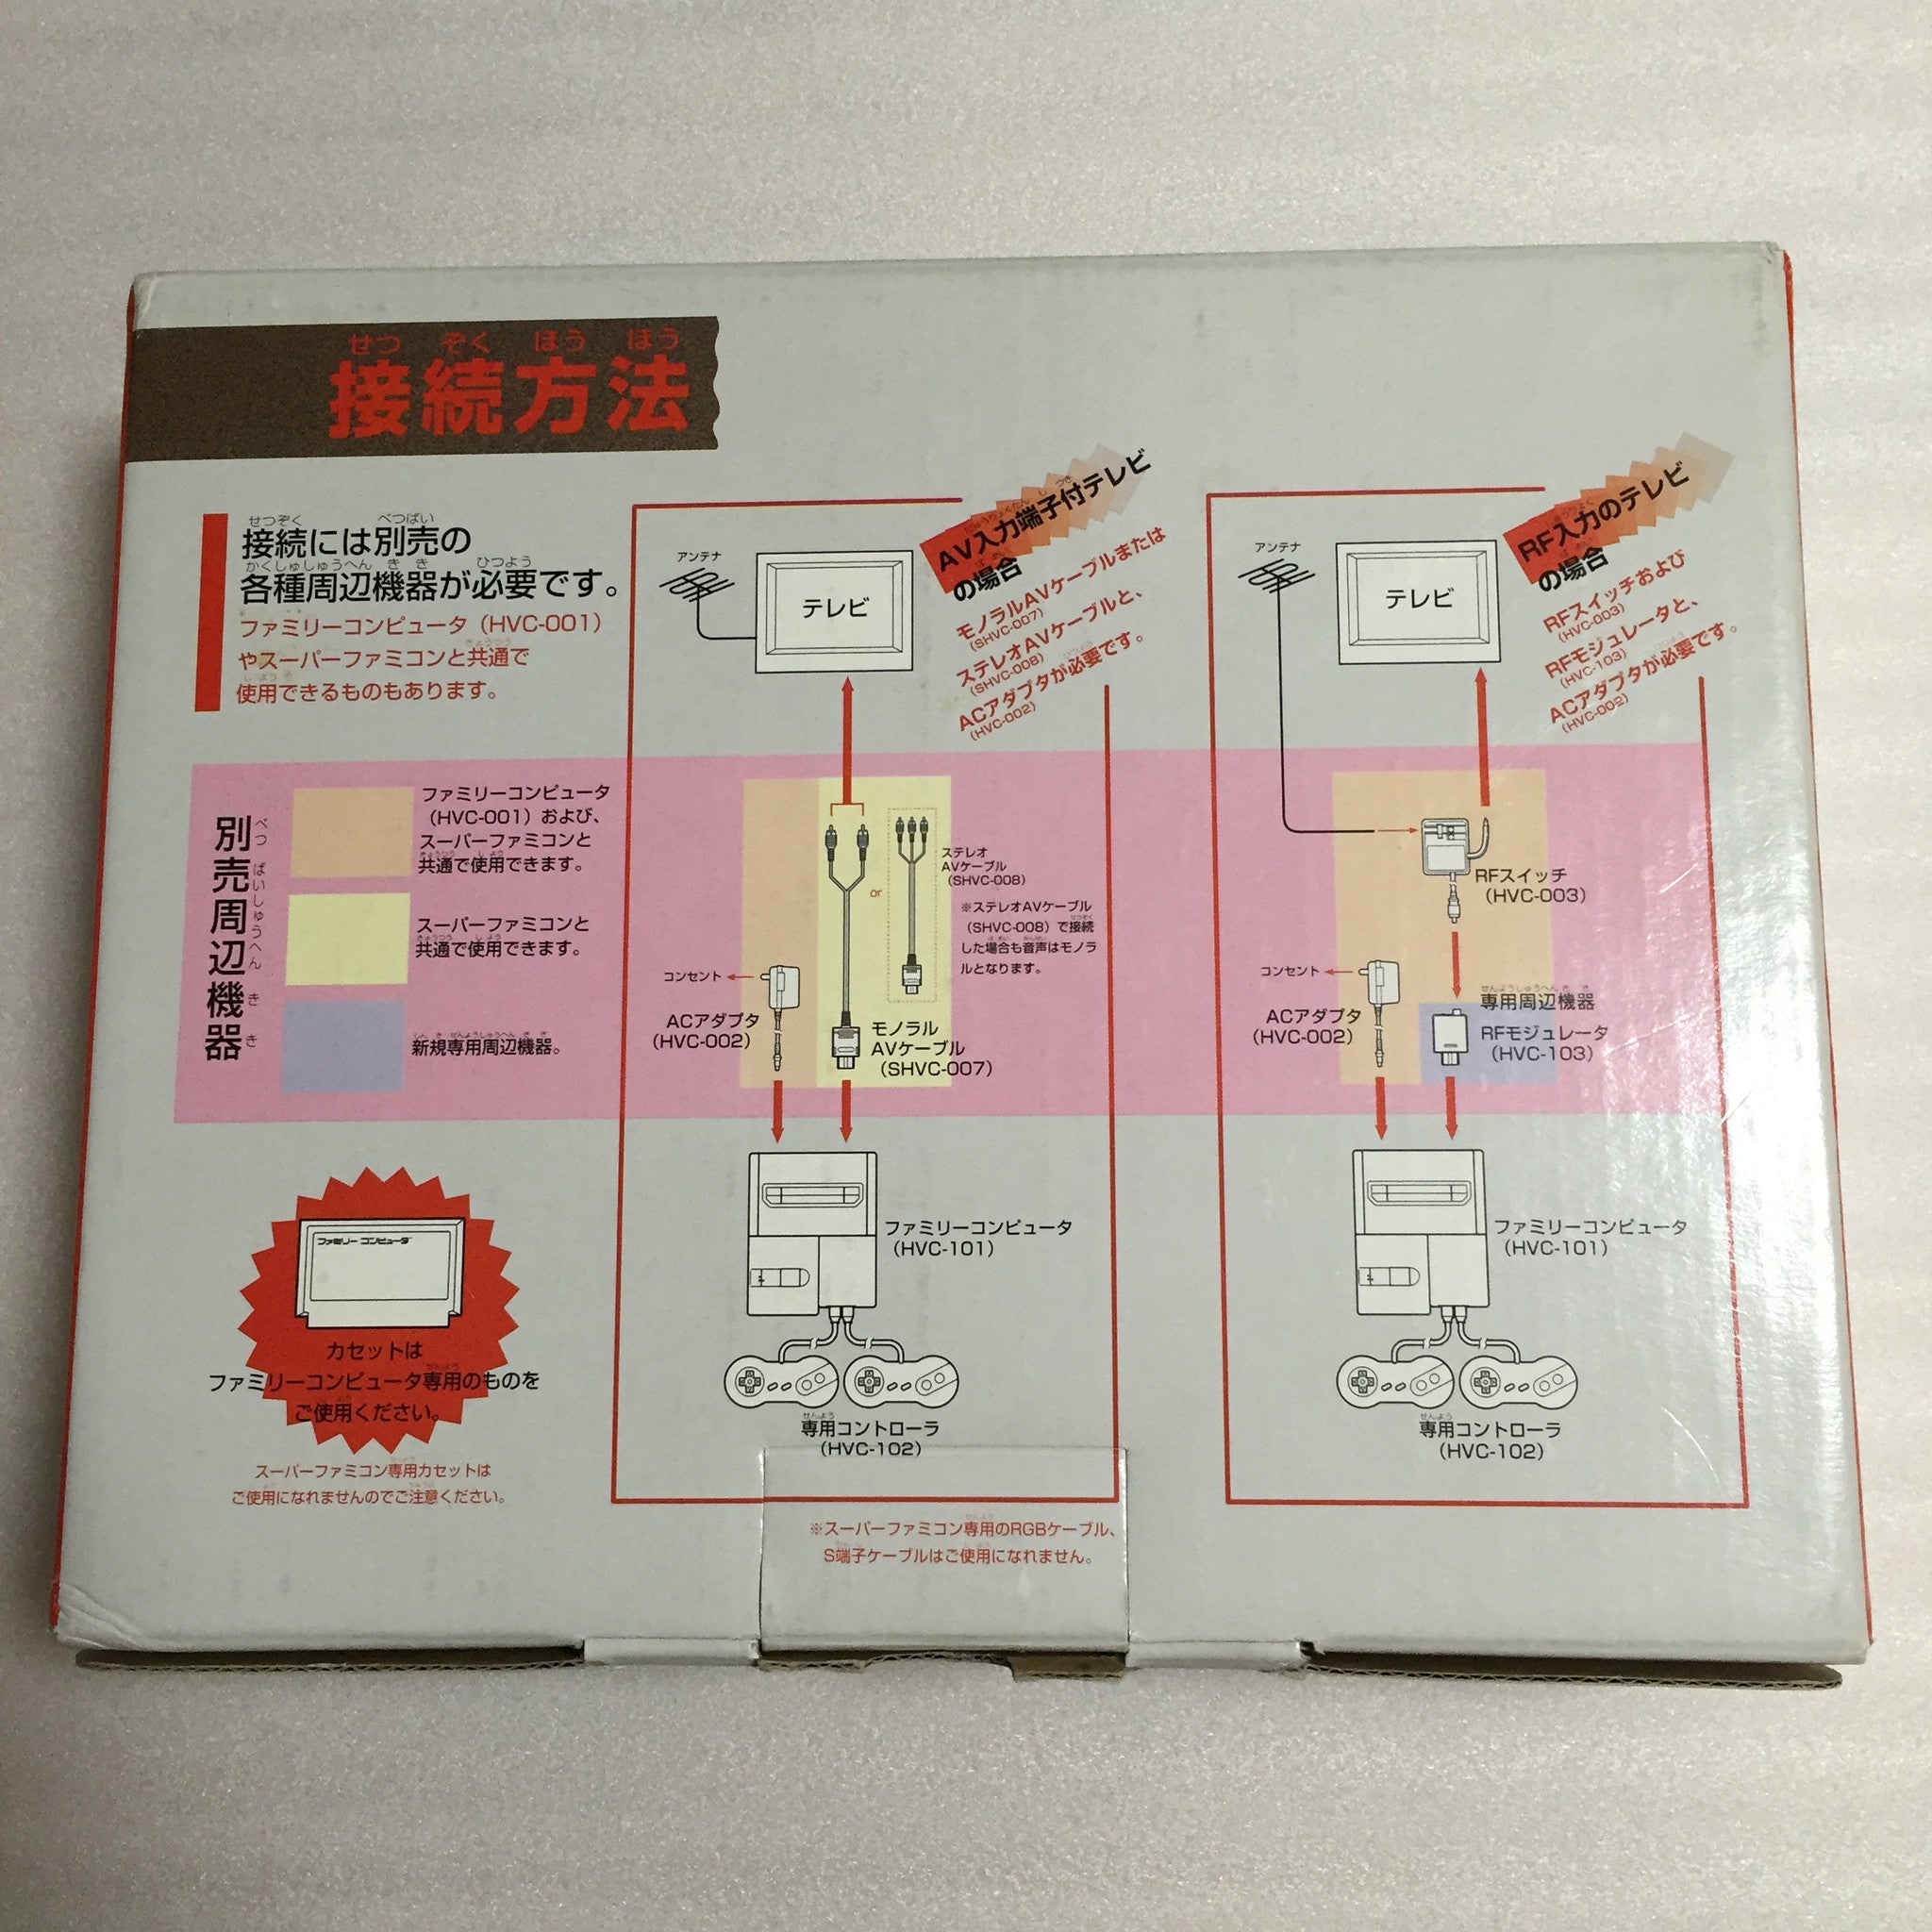 接続方法
接続には別売の
各種周辺機器が必要です。
ファミリーコンピュータ（HVC-001）
やスーパーファミコンと共通で
使用できるものもあります。
別売周辺機器
ファミリーコンピュータ
（HVC-001）および、
スーパーファミコンと
共通で使用できます。
スーパーファミコンと
共通で使用できます。
新規専用周辺機器。
ファミリー コンピュータ
カセットは
ファミリーコンピュータ専用のものを
ご使用ください。
スーパーファミコン専用カセットは
ご使用になれませんのでご注意ください。
AV入力端子付テレビ
の場合
モノラルAVケーブルまたは
（SHVC-007）
ステレオAVケーブルと、
（SHVC-008）
ACアダプタが必要です。
（HVC-002）
アンテナ
テレビ
or
ステレオ
AVケーブル
（SHVC-008）
※ステレオAVケーブル
（SHVC-008）で接続
した場合も音声はモノラ
ルとなります。
コンセント
ACアダプタ
（HVC-002）
モノラル
AVケーブル
（SHVC-007）
ファミリーコンピュータ
（HVC-101）
専用コントローラ
（HVC-102）
※スーパーファミコン専用のRGBケーブル、
S端子ケーブルはご使用になれません。
RF入力のテレビ
の場合
RFスイッチおよび
（HVC-003）
RFモジュレータと、
（HVC-103）
ACアダプタが必要です。
（HVC-002）
アンテナ
テレビ
RFスイッチ
（HVC-003）
コンセント
ACアダプタ
（HVC-002）
専用周辺機器
RFモジュレータ
（HVC-103）
ファミリーコンピュータ
（HVC-101）
専用コントローラ
（HVC-102）